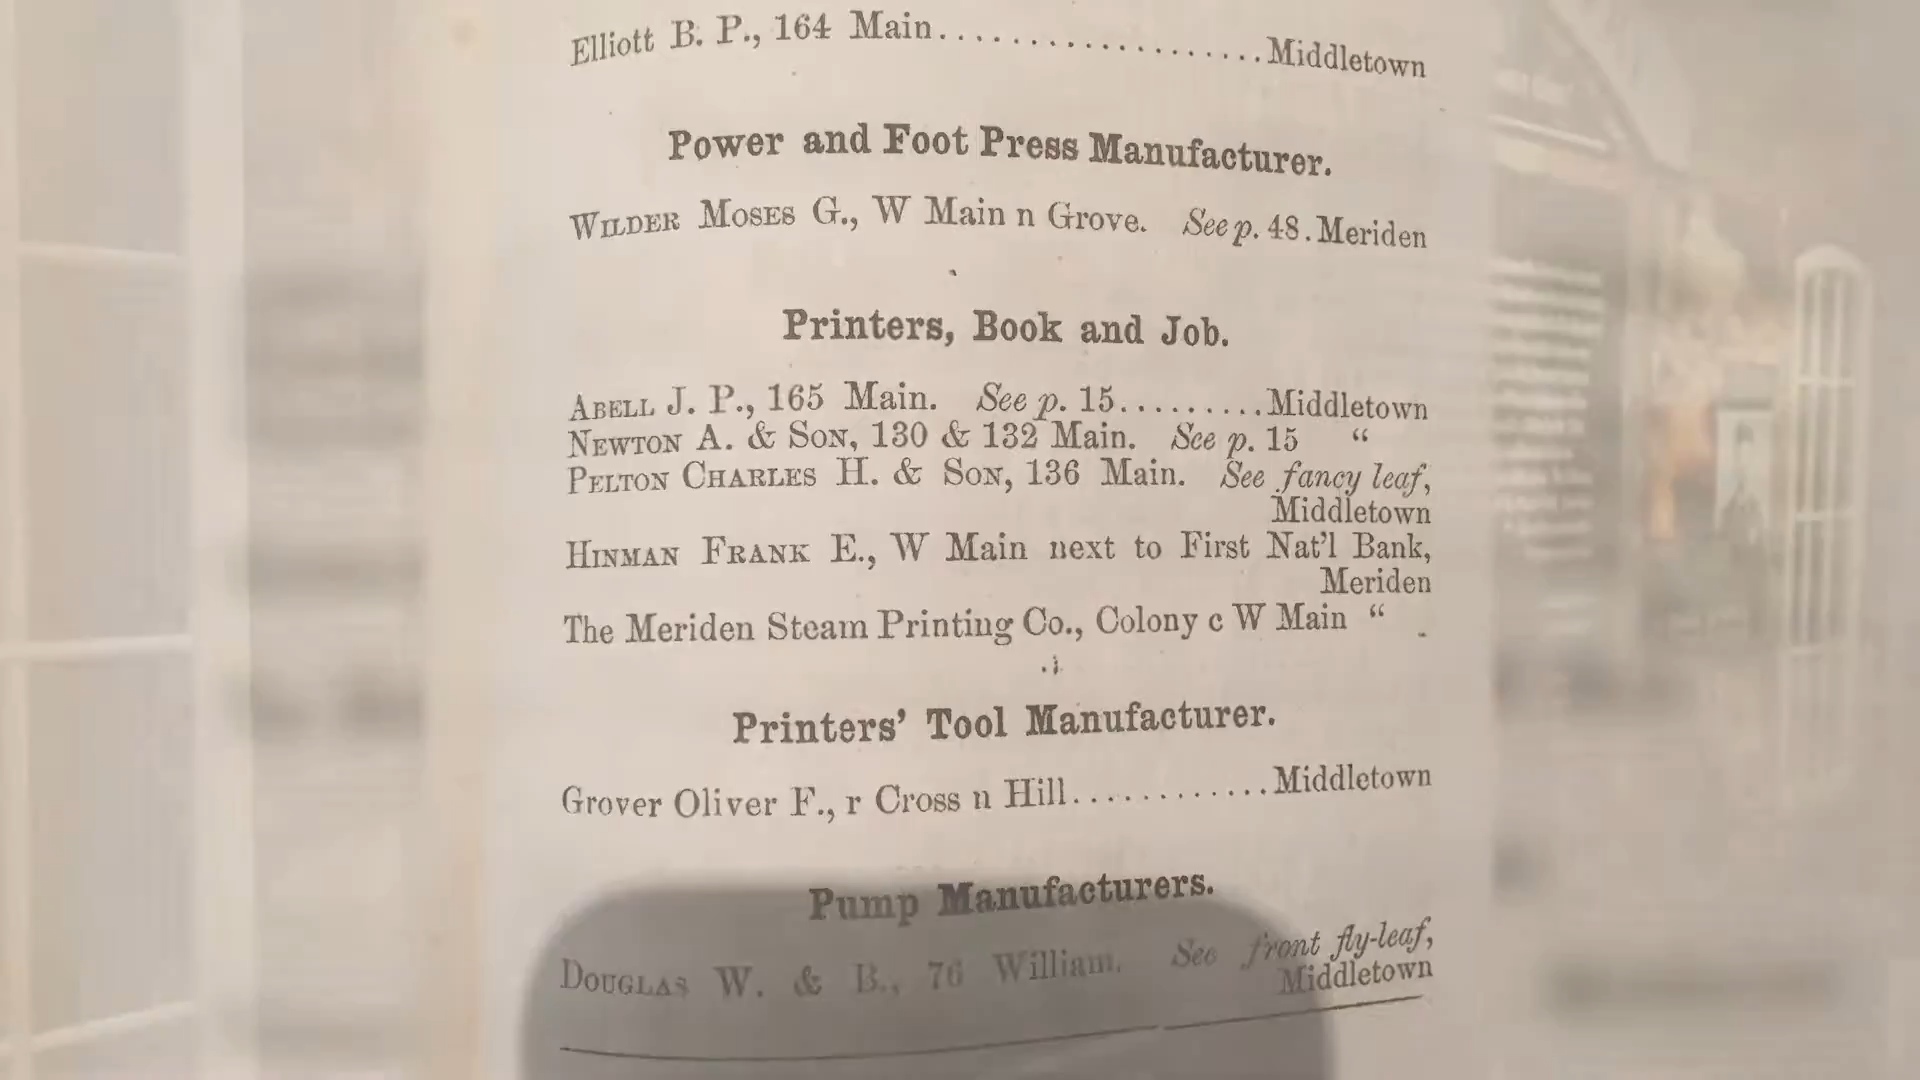 Elliott B. P., 164 Main...................Middletown
Power and Foot Press Manufacturer.
WILDER MOSES G., W Main n Grove. See p. 48. Meriden
Printers, Book and Job.
ABELL J. P., 165 Main. See p. 15..........Middletown
NEWTON A. & SON, 130 & 132 Main. See p. 15 “
PELTON CHARLES H. & SON, 136 Main. See fancy leaf,
Middletown
HINMAN FRANK E., W Main next to First Nat’l Bank,
Meriden
The Meriden Steam Printing Co., Colony c W Main “
Printers’ Tool Manufacturer.
Grover Oliver F., r Cross n Hill............Middletown
Pump Manufacturers.
DOUGLAS W. & B., 76 William. See front fly-leaf,
Middletown